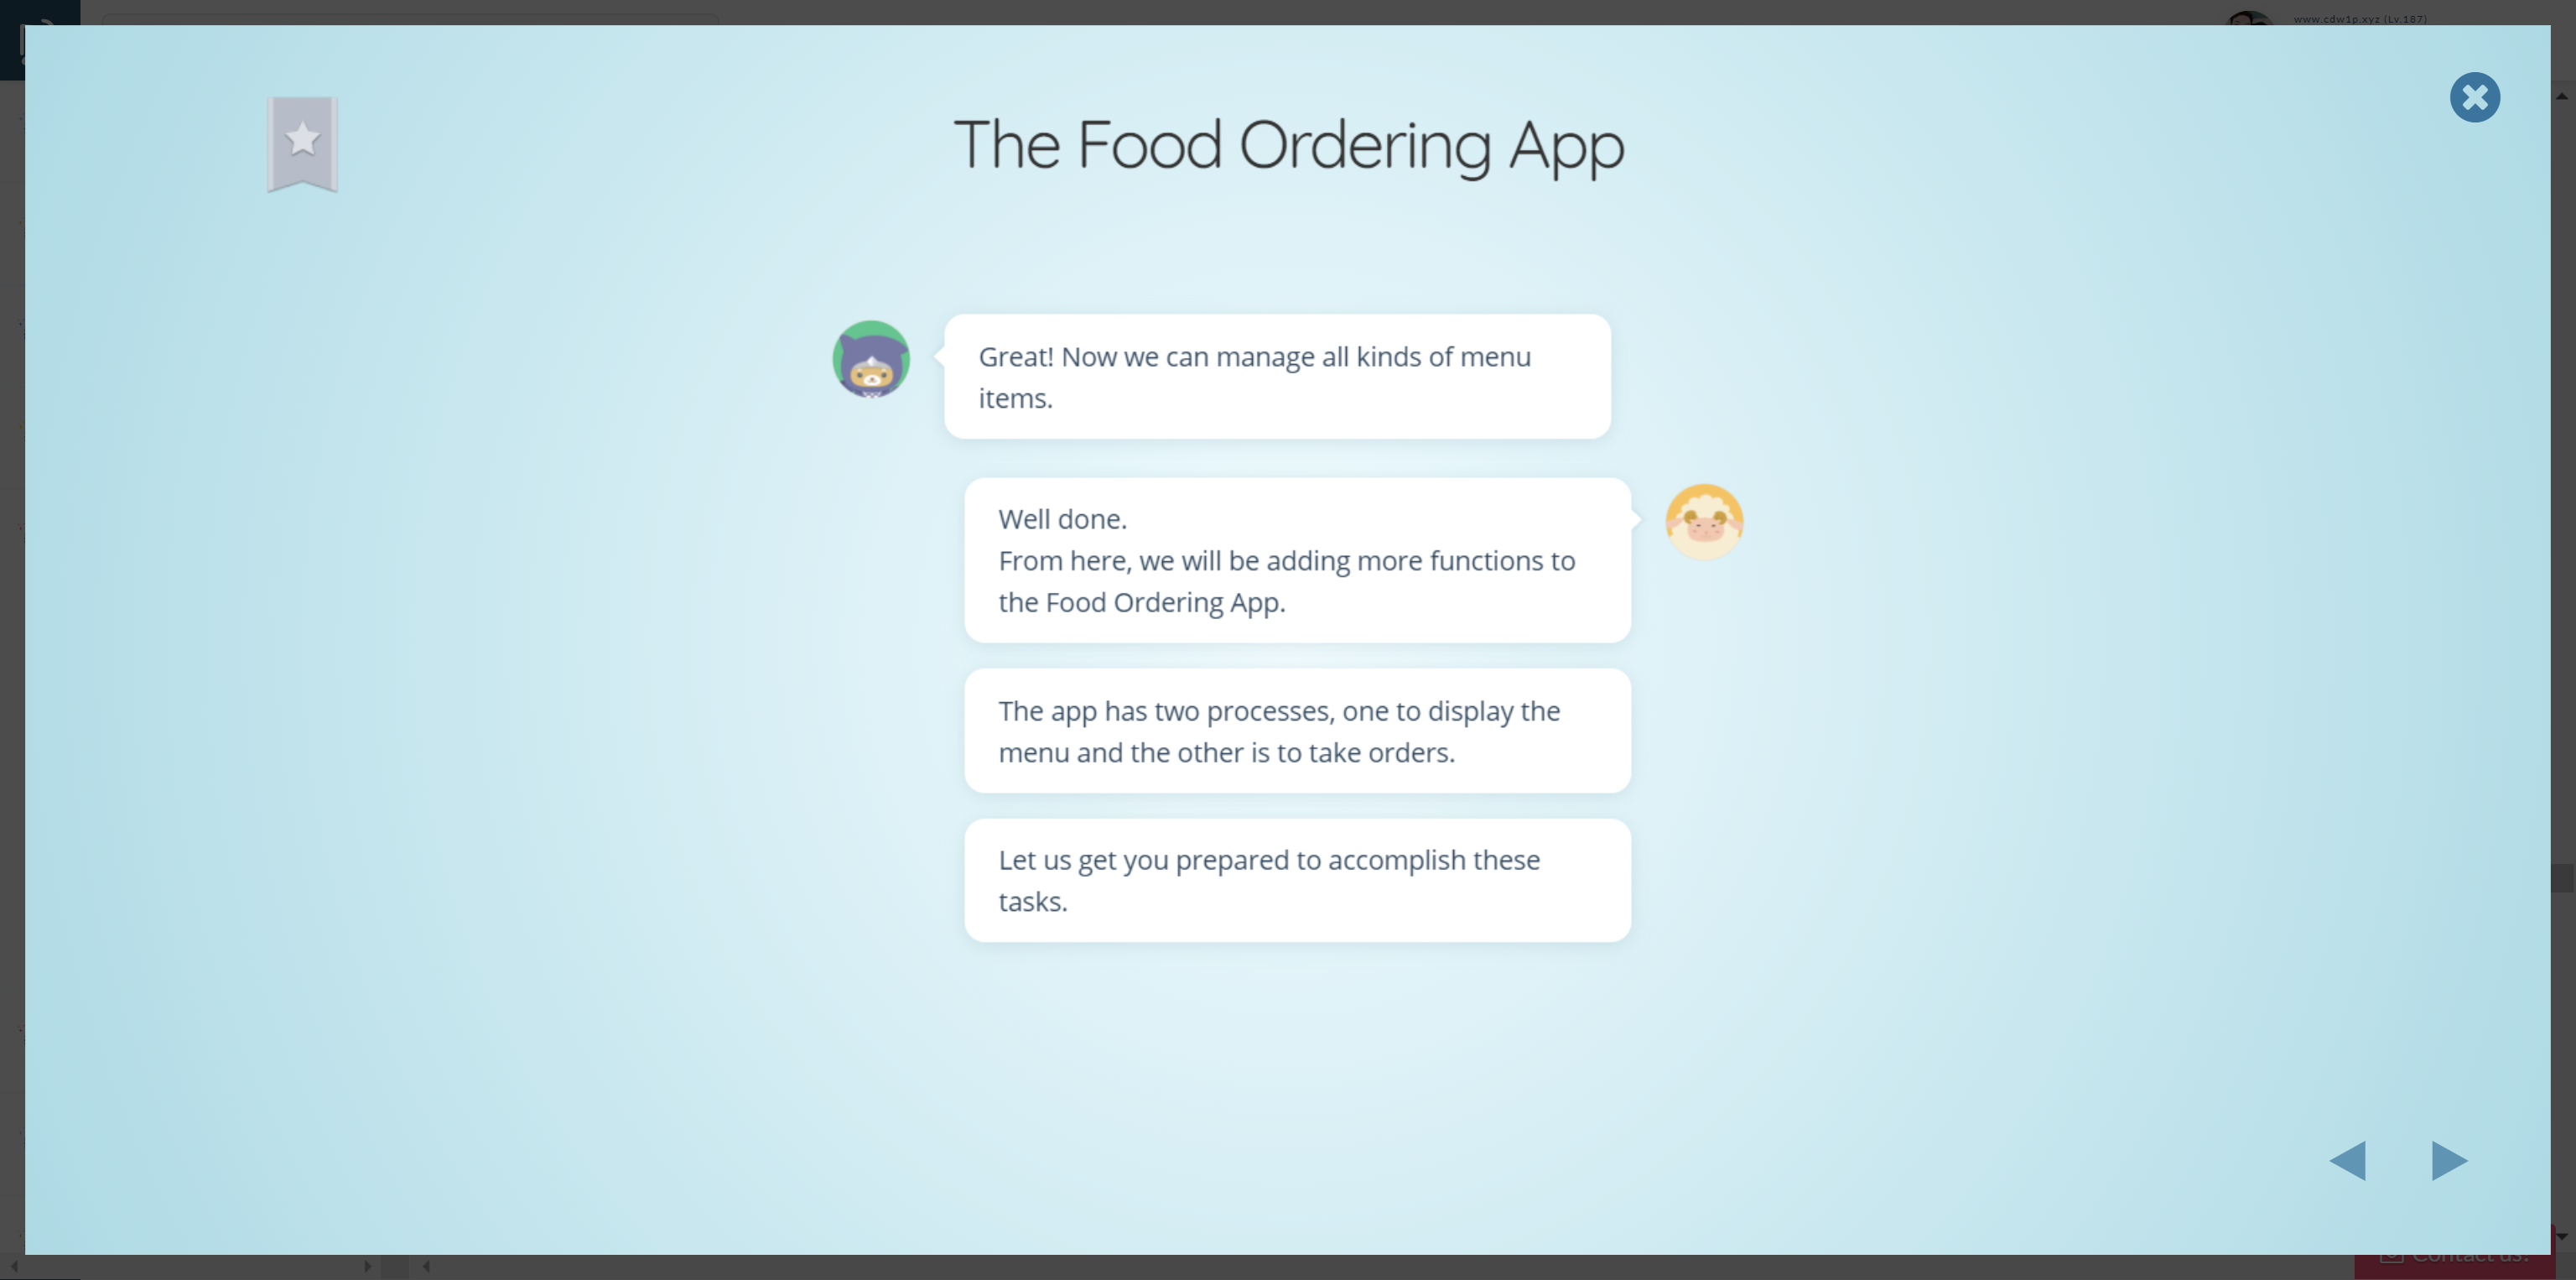 www.cdw1p.xyz (Lv.187)
The Food Ordering App
Great! Now we can manage all kinds of menu
items.
Well done.
From here, we will be adding more functions to
the Food Ordering App.
The app has two processes, one to display the
menu and the other is to take orders.
Let us get you prepared to accomplish these
tasks.
Contact us!